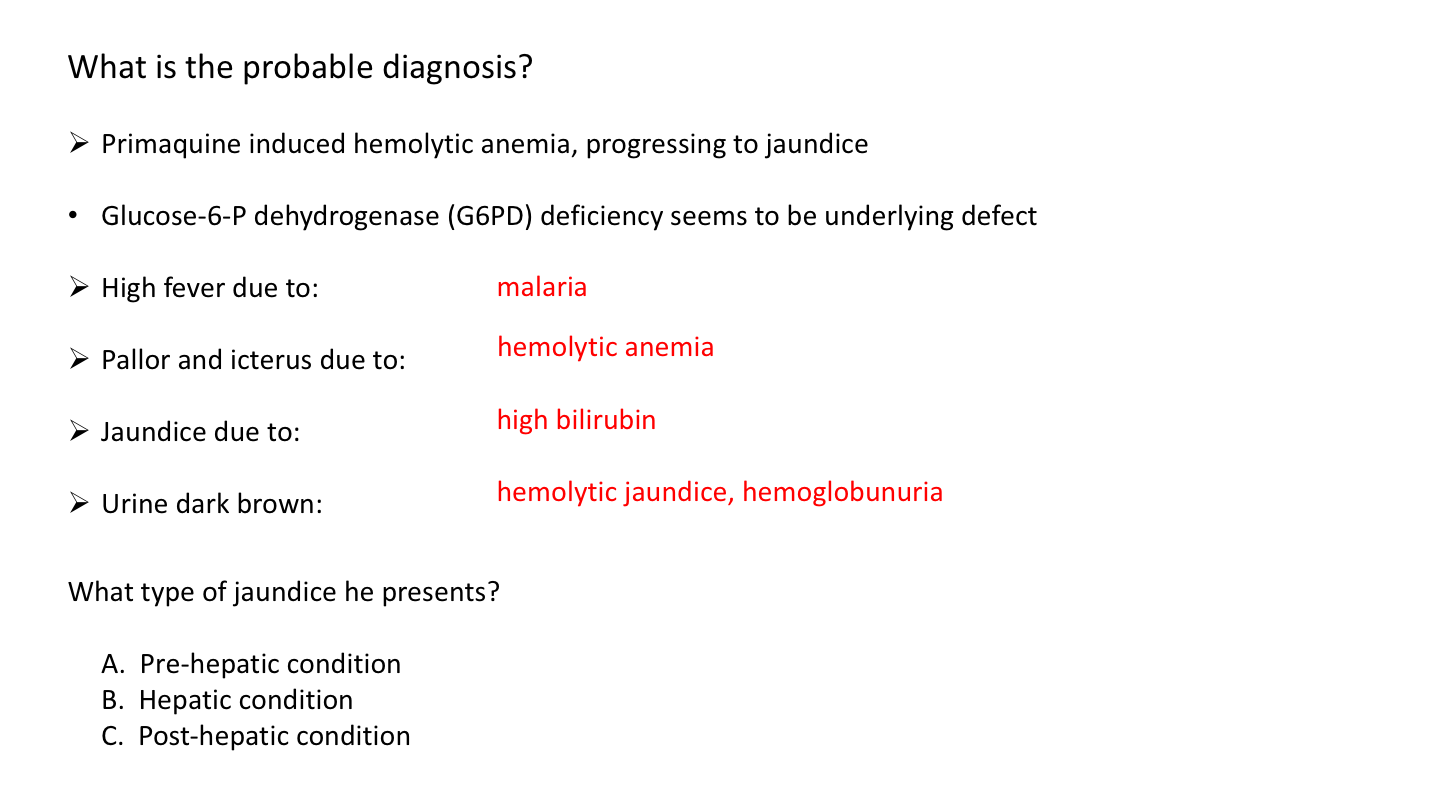 What is the probable diagnosis?
➢ Primaquine induced hemolytic anemia, progressing to jaundice
• Glucose-6-P dehydrogenase (G6PD) deficiency seems to be underlying defect
➢ High fever due to: malaria
➢ Pallor and icterus due to: hemolytic anemia
➢ Jaundice due to: high bilirubin
➢ Urine dark brown: hemolytic jaundice, hemoglobunuria
What type of jaundice he presents?
A. Pre-hepatic condition
B. Hepatic condition
C. Post-hepatic condition